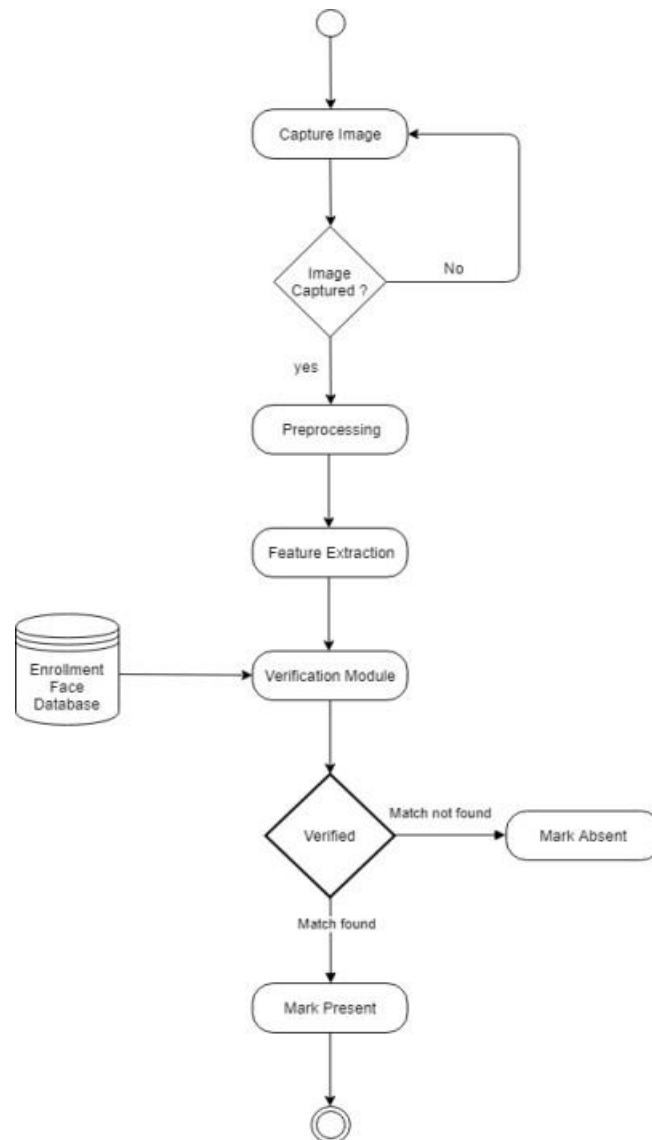 Capture Image
Image
Captured ?
No
yes
Preprocessing
Feature Extraction
Enrollment
Face
Database
Verification Module
Verified
Match not found
Mark Absent
Match found
Mark Present